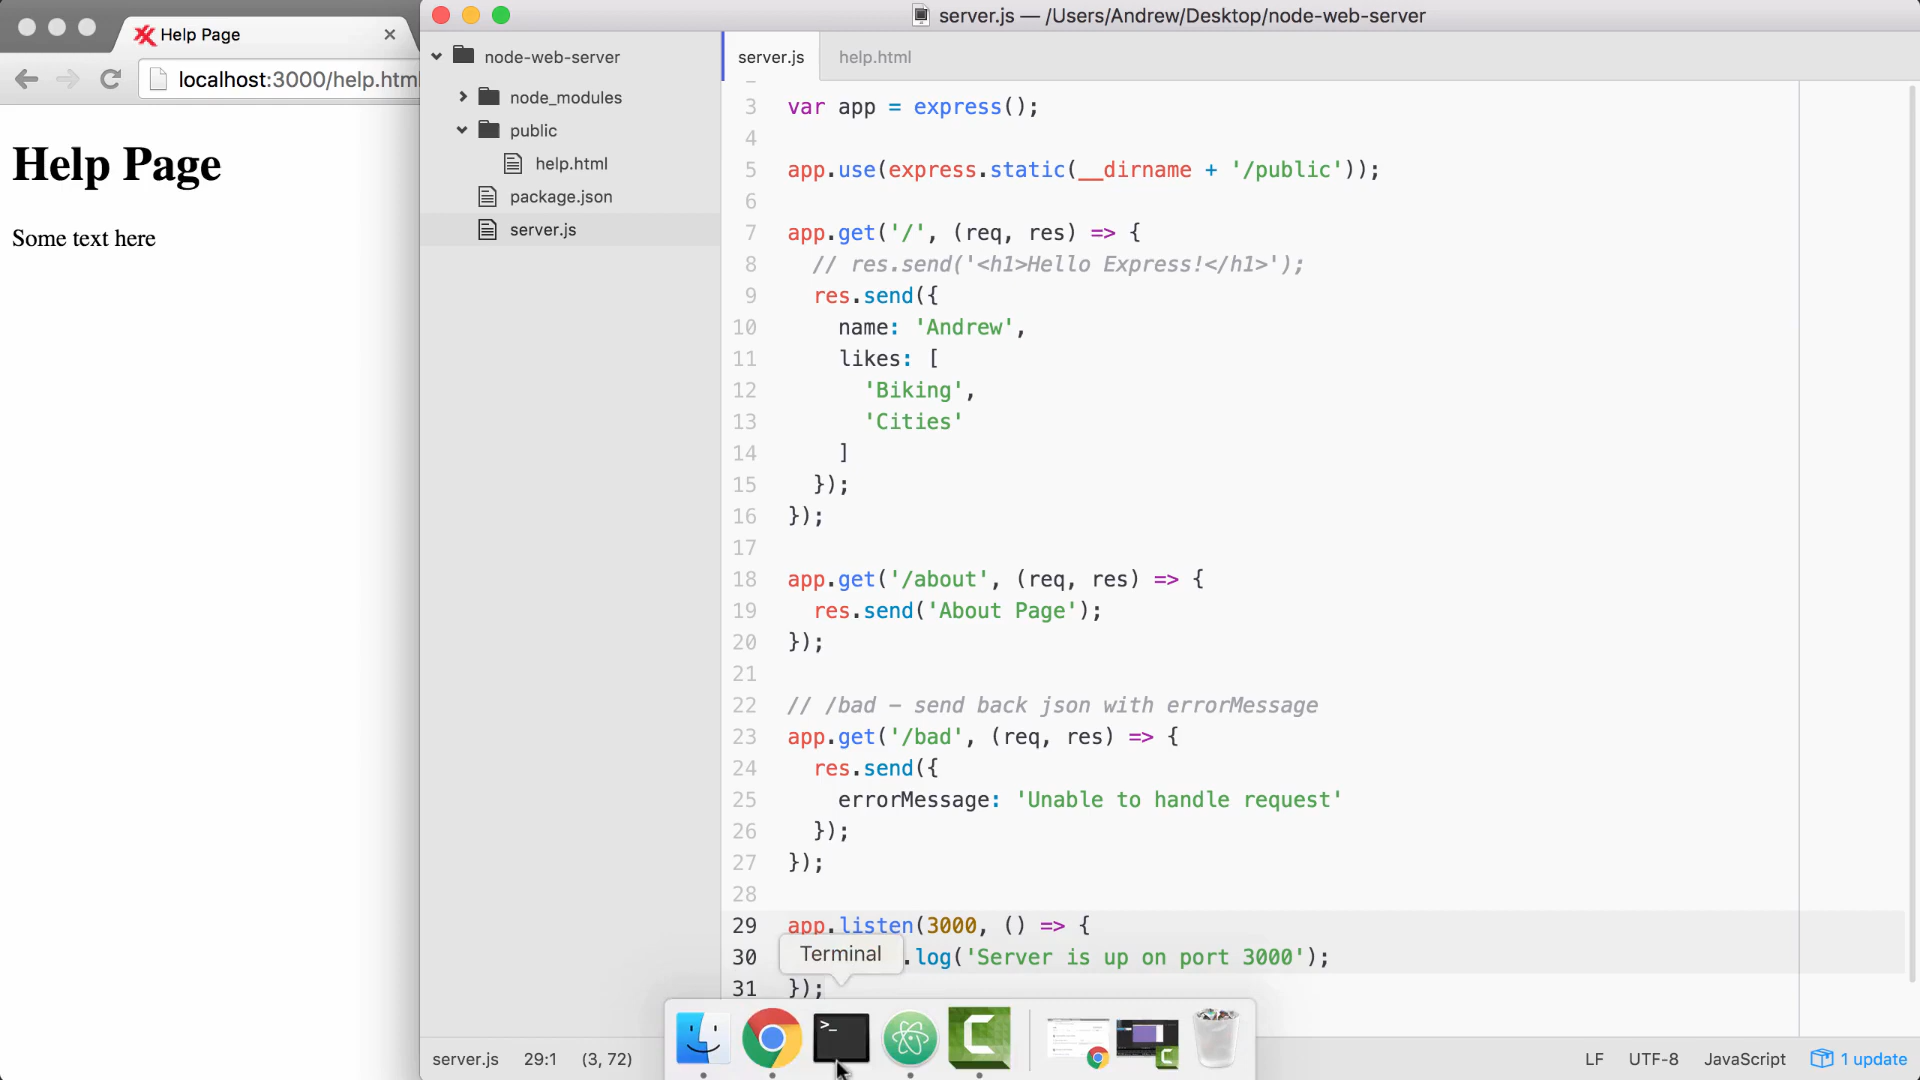 Help Page
localhost:3000/help.htm
Help Page
Some text here
server.js — /Users/Andrew/Desktop/node-web-server
node-web-server
node_modules
public
help.html
package.json
server.js
server.js
help.html
3 var app = express();
4
5 app.use(express.static(__dirname + '/public'));
6
7 app.get('/', (req, res) => {
8 // res.send('<h1>Hello Express!</h1>');
9 res.send({
10 name: 'Andrew',
11 likes: [
12 'Biking',
13 'Cities'
14 ]
15 });
16 });
17
18 app.get('/about', (req, res) => {
19 res.send('About Page');
20 });
21
22 // /bad - send back json with errorMessage
23 app.get('/bad', (req, res) => {
24 res.send({
25 errorMessage: 'Unable to handle request'
26 });
27 });
28
29 app.listen(3000, () => {
30 .log('Server is up on port 3000');
31 });
Terminal
server.js 29:1 (3, 72)
LF UTF-8 JavaScript 1 update